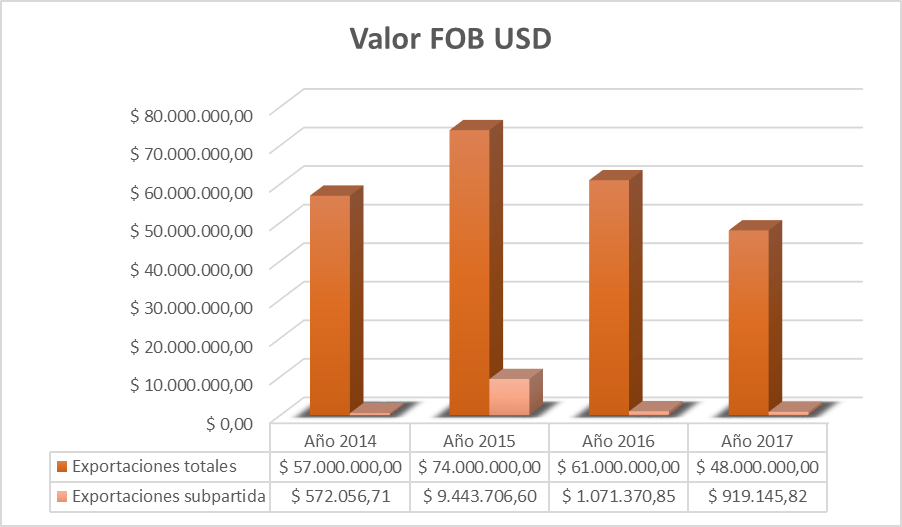 Valor FOB USD
$ 80.000.000,00
$ 70.000.000,00
$ 60.000.000,00
$ 50.000.000,00
$ 40.000.000,00
$ 30.000.000,00
$ 20.000.000,00
$ 10.000.000,00
$ 0,00
Año 2014 Año 2015 Año 2016 Año 2017
Exportaciones totales $ 57.000.000,00 $ 74.000.000,00 $ 61.000.000,00 $ 48.000.000,00
Exportaciones subpartida $ 572.056,71 $ 9.443.706,60 $ 1.071.370,85 $ 919.145,82